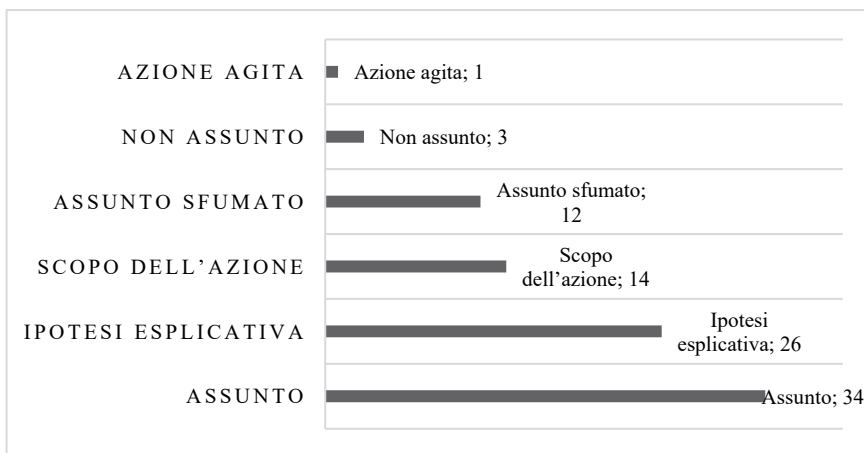 AZIONE AGITA
Azione agita; 1
NON ASSUNTO
Non assunto; 3
ASSUNTO SFUMATO
Assunto sfumato;
12
SCOPO DELL’AZIONE
Scopo
dell’azione; 14
IPOTESI ESPLICATIVA
Ipotesi
esplicativa; 26
ASSUNTO
Assunto; 34